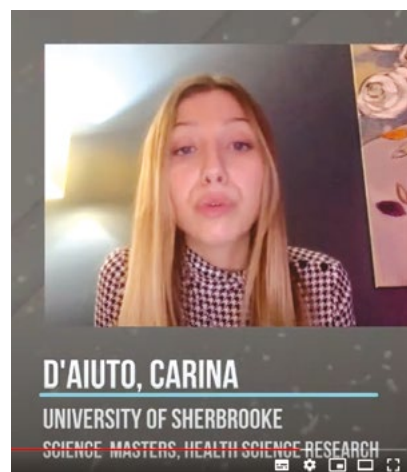 D'AIUTO, CARINA
UNIVERSITY OF SHERBROOKE
SCIENCE MASTERS, HEALTH SCIENCE RESEARCH